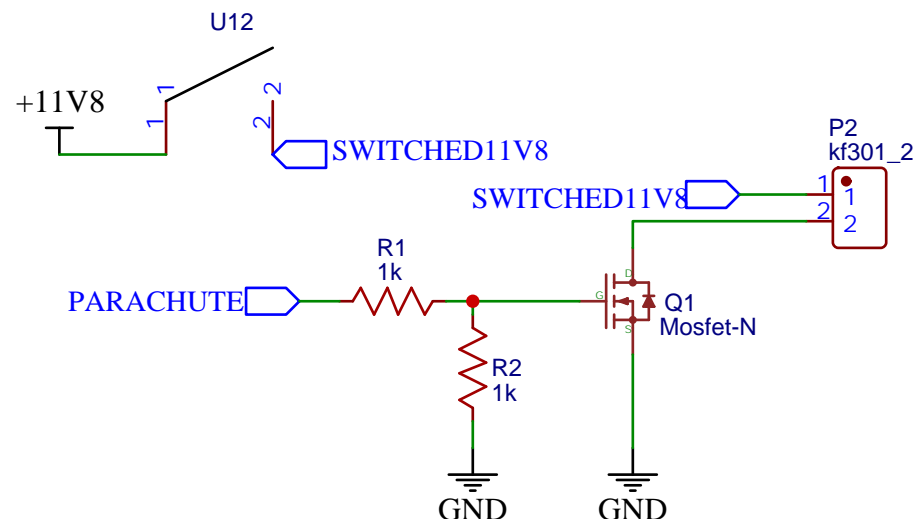 U12
+11V8
1
1
2
2
SWITCHED11V8
P2
kf301_2
SWITCHED11V8
1
1
2
2
R1
1k
PARACHUTE
D
G
S
Q1
Mosfet-N
R2
1k
GND
GND